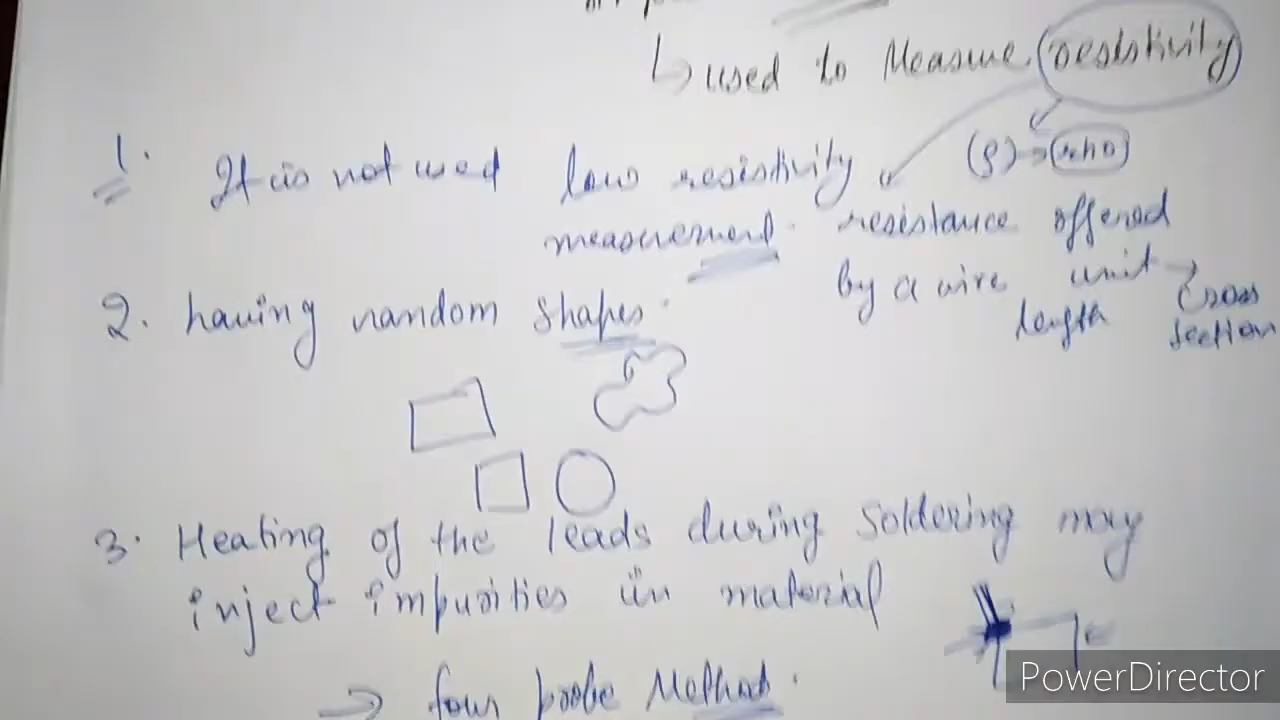 ↳ used to Measure resistivity
(ρ) → rho
1. It is not used low resistivity
measurement.
resistance offered
by a wire unit → cross
length section
2. having random shapes.
3. Heating of the leads during soldering may
inject impurities in material
→ four probe Method.
PowerDirector